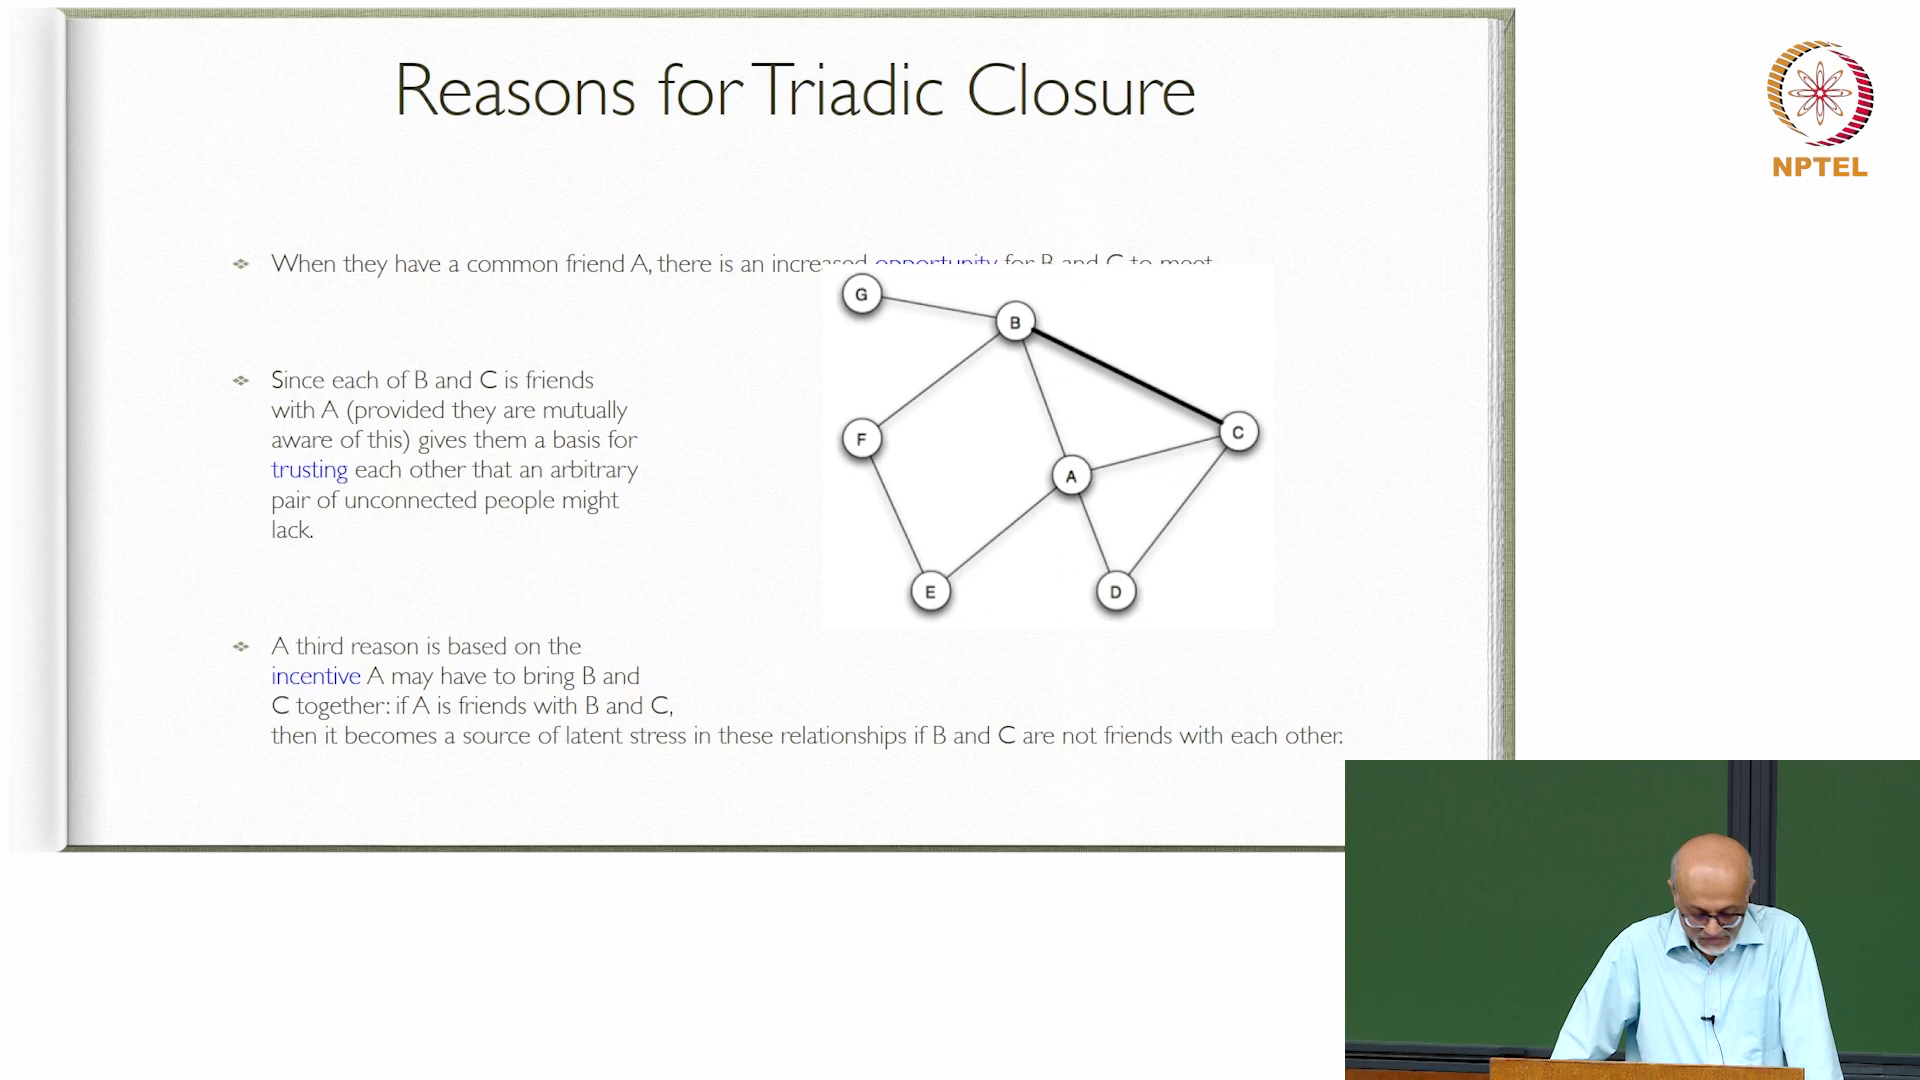 Reasons for Triadic Closure
NPTEL
When they have a common friend A, there is an increased opportunity for B and C to meet.
Since each of B and C is friends
with A (provided they are mutually
aware of this) gives them a basis for
trusting each other that an arbitrary
pair of unconnected people might
lack.
A third reason is based on the
incentive A may have to bring B and
C together: if A is friends with B and C,
then it becomes a source of latent stress in these relationships if B and C are not friends with each other.
G
B
F
C
A
E
D